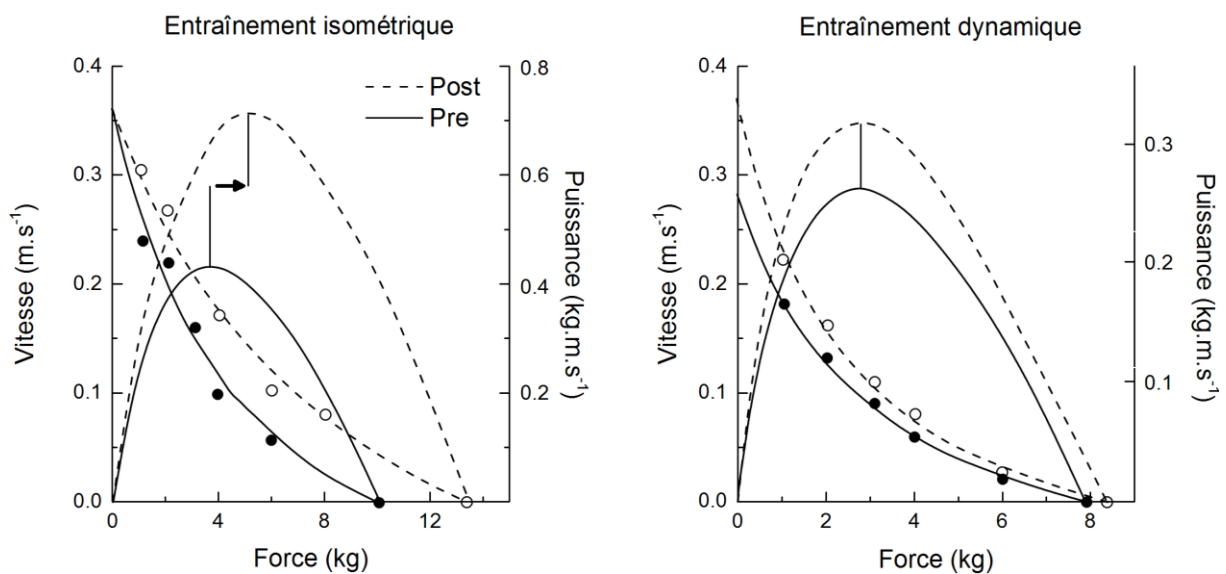 Entraînement isométrique
0.4
0.3
0.2
0.1
0.0
Vitesse (m.s⁻¹)
0.8
0.6
0.4
0.2
Puissance (kg.m.s⁻¹)
Post
Pre
0 4 8 12
Force (kg)
Entraînement dynamique
0.4
0.3
0.2
0.1
0.0
Vitesse (m.s⁻¹)
0.3
0.2
0.1
Puissance (kg.m.s⁻¹)
0 2 4 6 8
Force (kg)